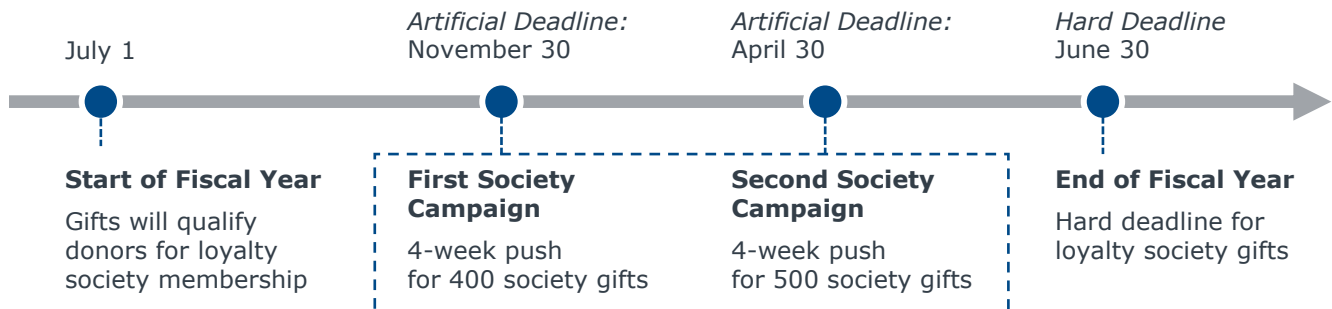 July 1
Artificial Deadline:
November 30
Artificial Deadline:
April 30
Hard Deadline
June 30
Start of Fiscal Year
Gifts will qualify
donors for loyalty
society membership
First Society
Campaign
4-week push
for 400 society gifts
Second Society
Campaign
4-week push
for 500 society gifts
End of Fiscal Year
Hard deadline for
loyalty society gifts